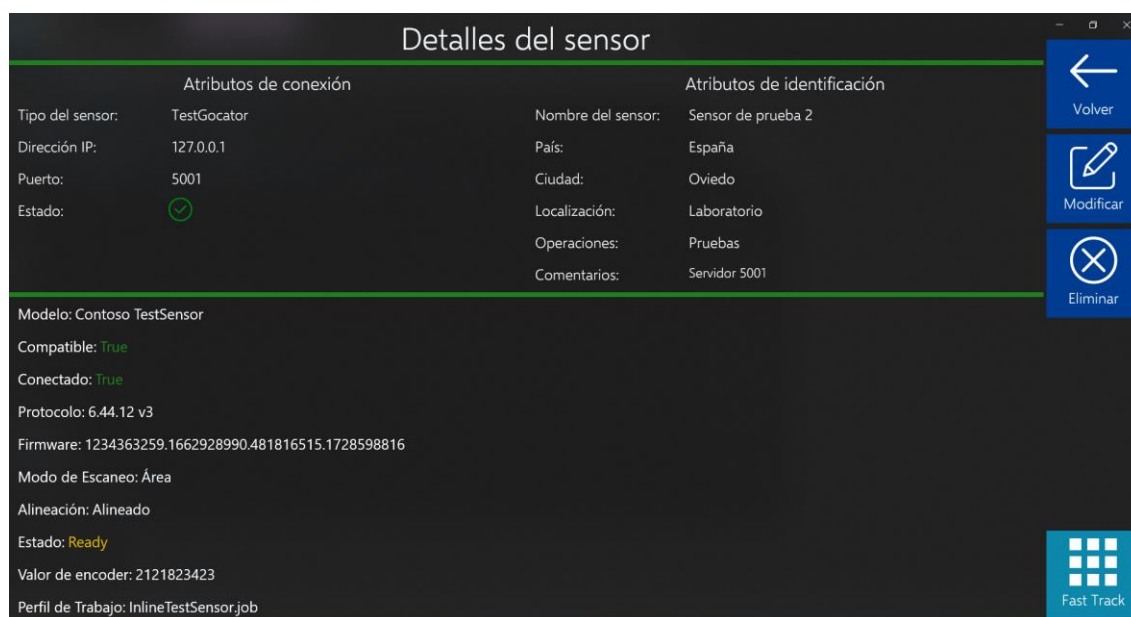 Detalles del sensor
Atributos de conexión
Tipo del sensor: TestGocator
Dirección IP: 127.0.0.1
Puerto: 5001
Estado:
Atributos de identificación
Nombre del sensor: Sensor de prueba 2
País: España
Ciudad: Oviedo
Localización: Laboratorio
Operaciones: Pruebas
Comentarios: Servidor 5001
Modelo: Contoso TestSensor
Compatible: True
Conectado: True
Protocolo: 6.44.12 v3
Firmware: 1234363259.1662928990.481816515.1728598816
Modo de Escaneo: Área
Alineación: Alineado
Estado: Ready
Valor de encoder: 2121823423
Perfil de Trabajo: InlineTestSensor.job
Volver
Modificar
Eliminar
Fast Track